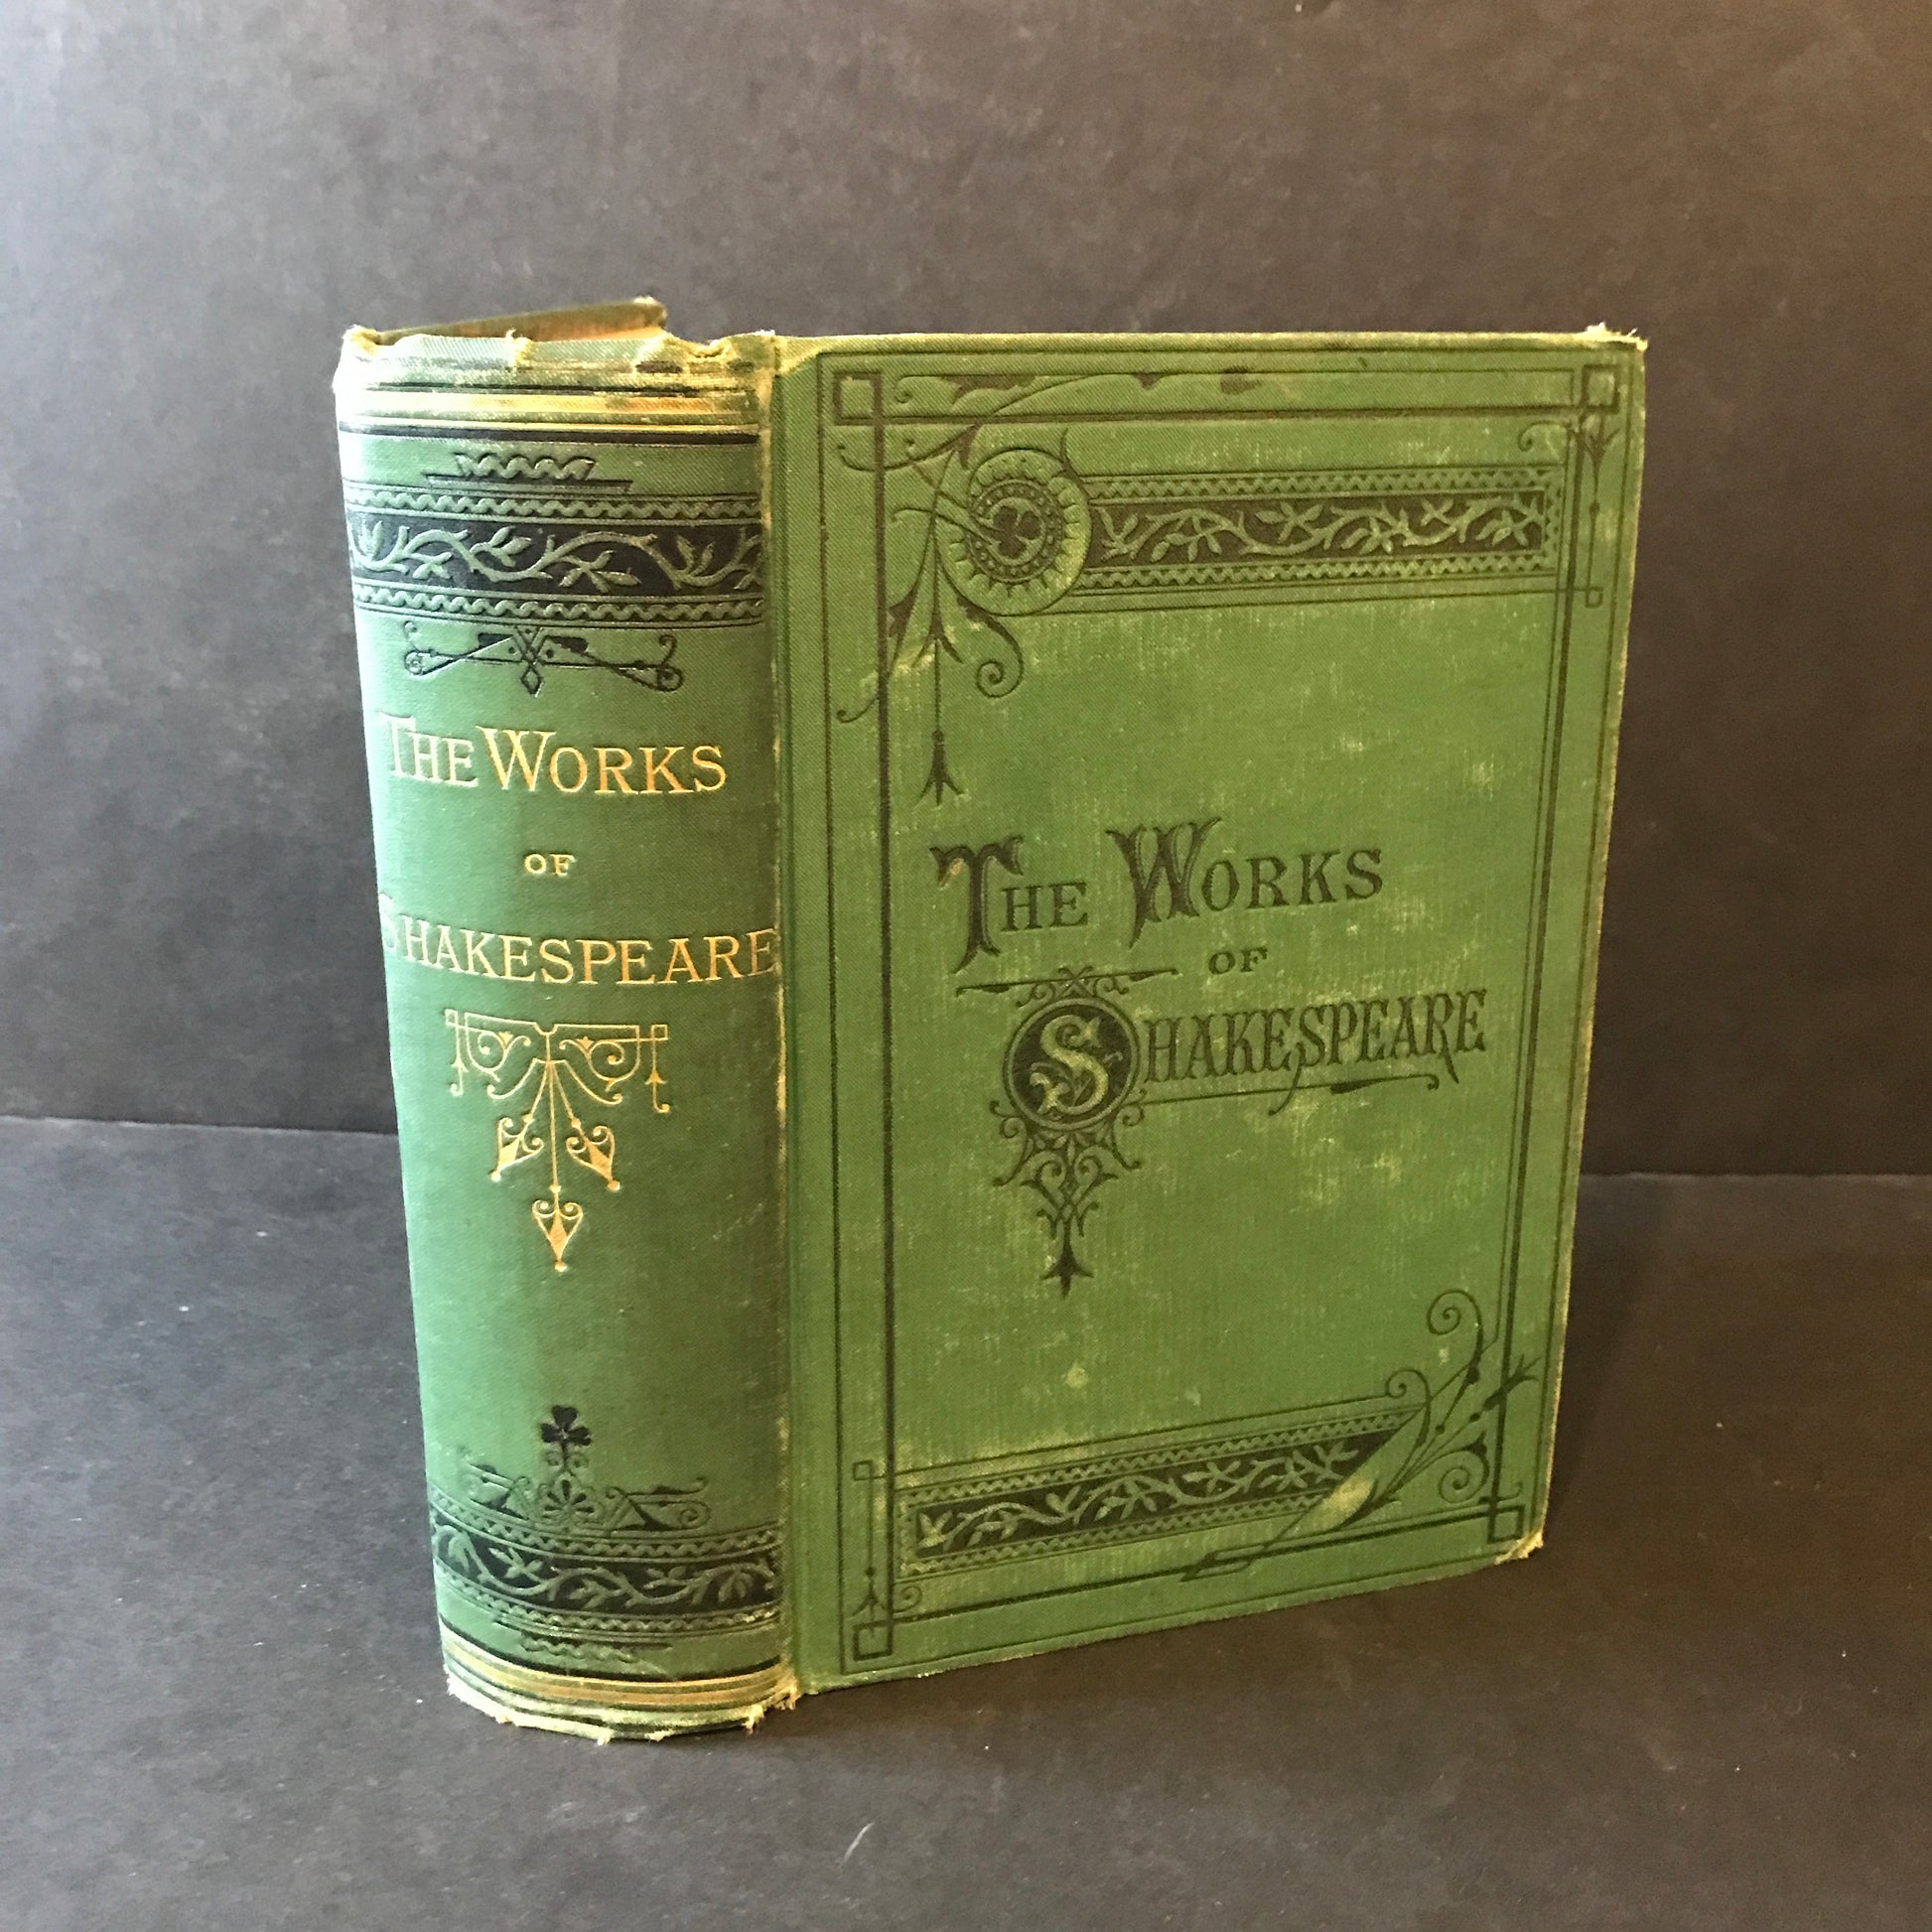 The Works
of
Shakespeare
The Works
of
Shakespeare